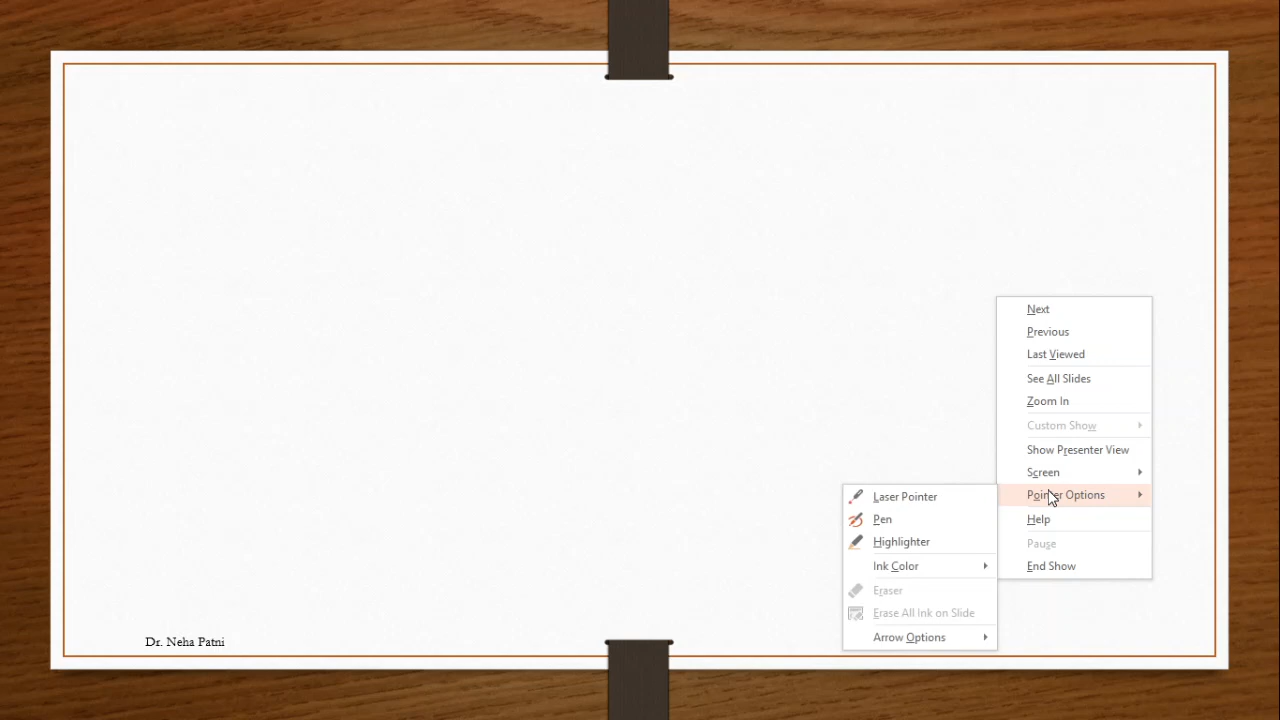 Next
Previous
Last Viewed
See All Slides
Zoom In
Custom Show
Show Presenter View
Screen
Pointer Options
Help
Pause
End Show
Laser Pointer
Pen
Highlighter
Ink Color
Eraser
Erase All Ink on Slide
Arrow Options
Dr. Neha Patni